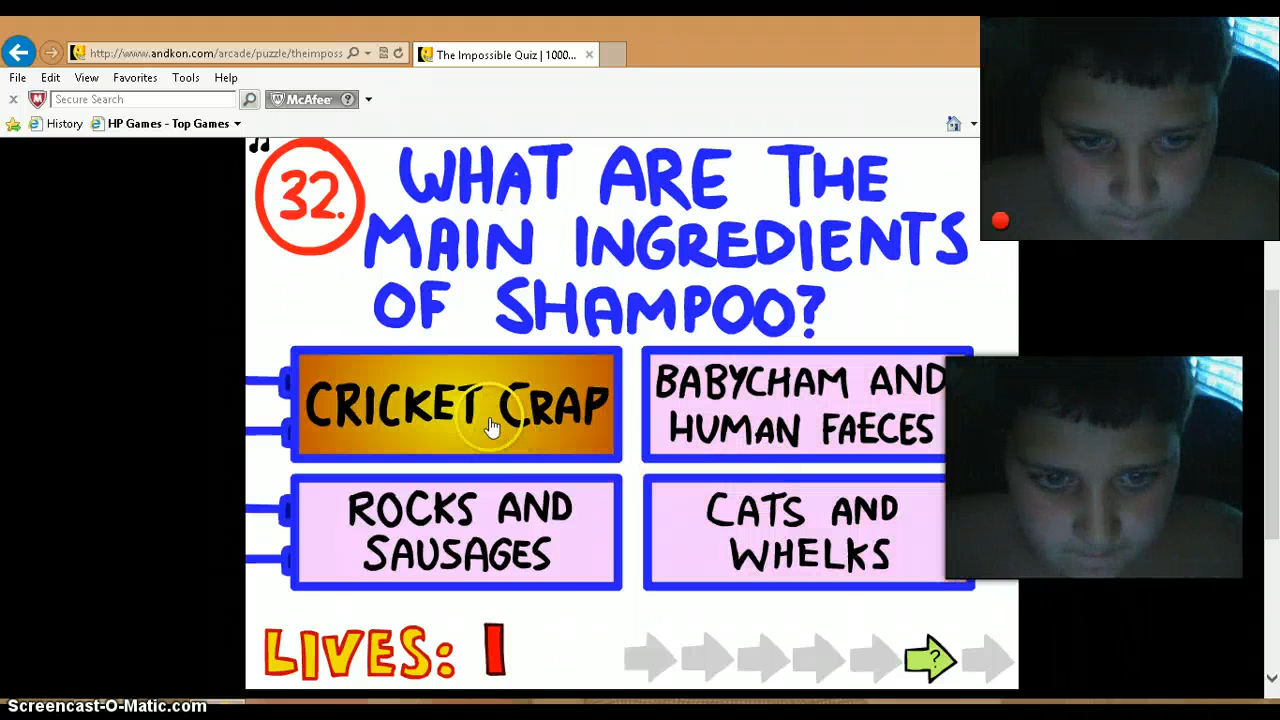 http://www.andkon.com/arcade/puzzle/theimposs
The Impossible Quiz | 1000...
File Edit View Favorites Tools Help
Secure Search
McAfee
History HP Games - Top Games
32. WHAT ARE THE
MAIN INGREDIENTS
OF SHAMPOO?
CRICKET CRAP
BABYCHAM AND
HUMAN FAECES
ROCKS AND
SAUSAGES
CATS AND
WHELKS
LIVES: 1
?
Screencast-O-Matic.com